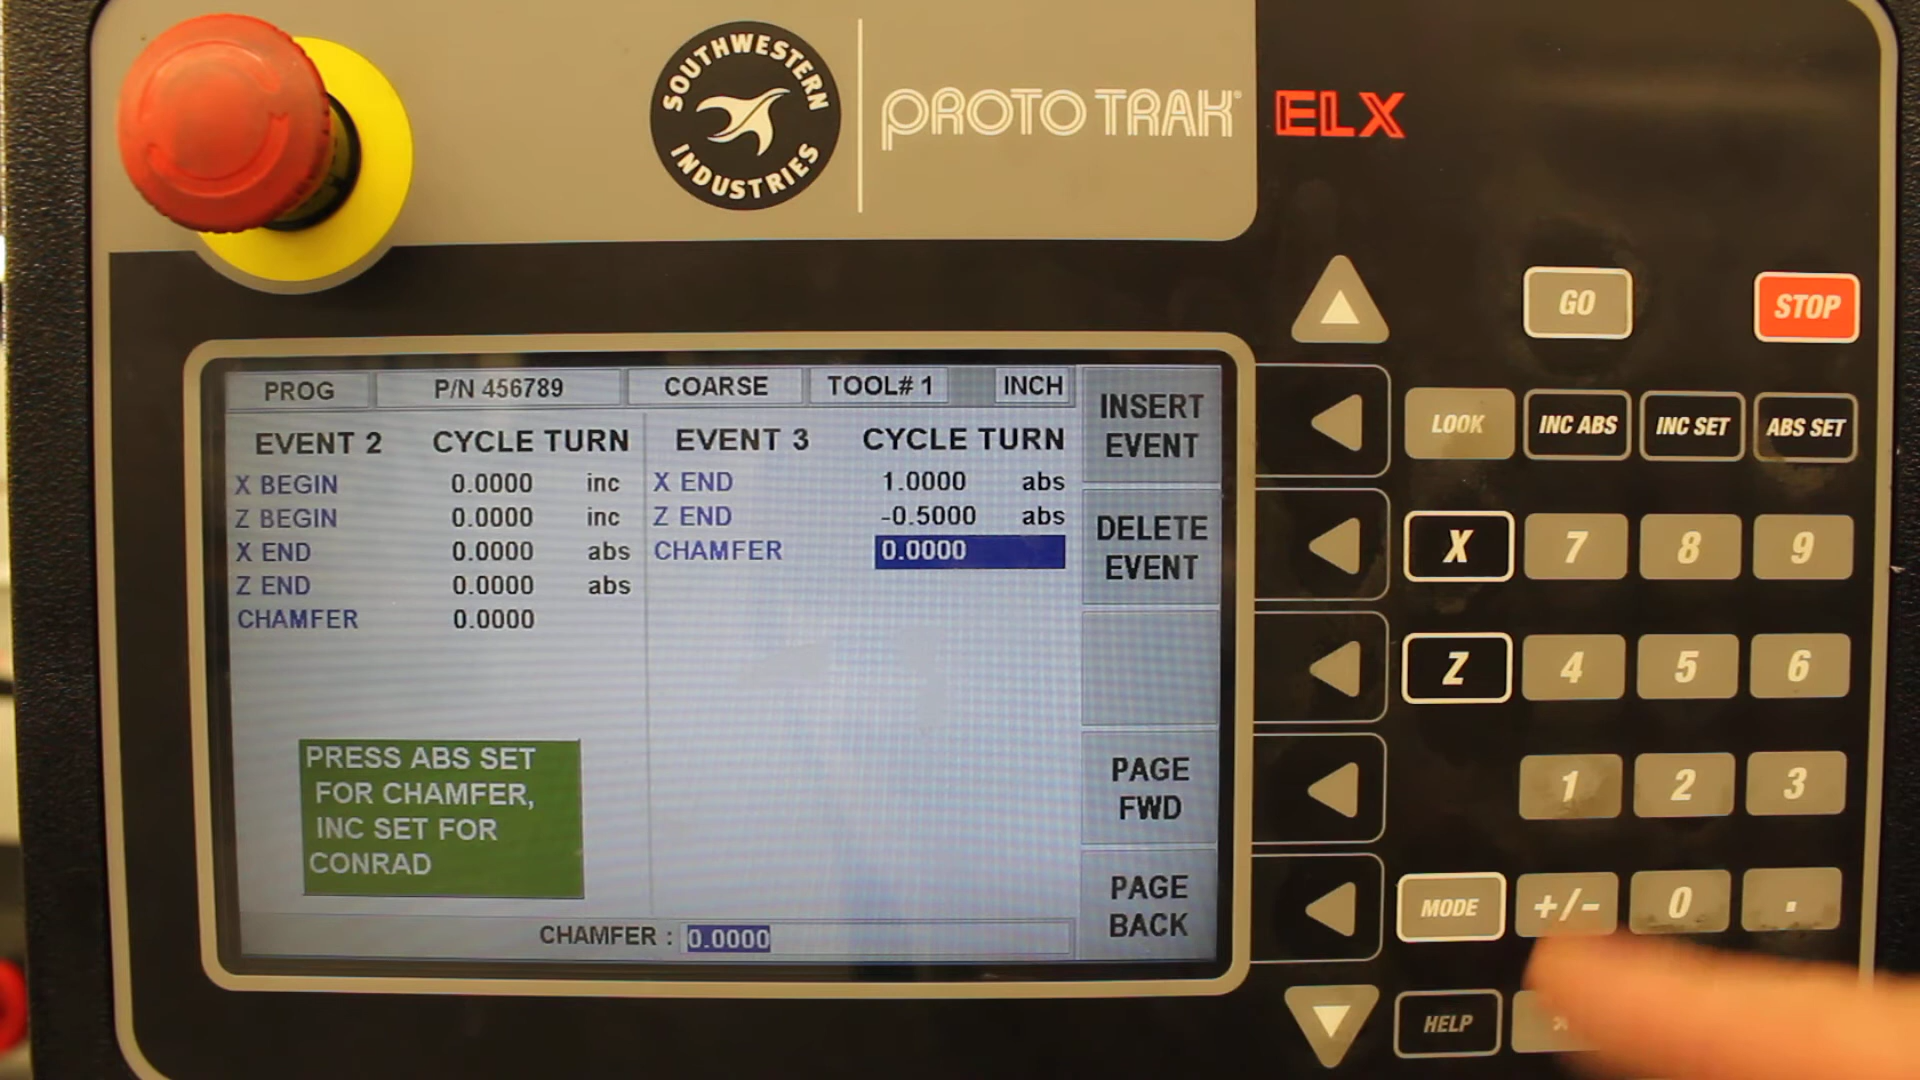 SOUTHWESTERN
INDUSTRIES
PROTO TRAK® ELX
GO
STOP
PROG
P/N 456789
COARSE
TOOL# 1
INCH
EVENT 2 CYCLE TURN
X BEGIN 0.0000 inc
Z BEGIN 0.0000 inc
X END 0.0000 abs
Z END 0.0000 abs
CHAMFER 0.0000
EVENT 3 CYCLE TURN
X END 1.0000 abs
Z END -0.5000 abs
CHAMFER 0.0000
PRESS ABS SET
FOR CHAMFER,
INC SET FOR
CONRAD
CHAMFER : 0.0000
INSERT
EVENT
DELETE
EVENT
PAGE
FWD
PAGE
BACK
LOOK
INC ABS
INC SET
ABS SET
X 7 8 9
Z 4 5 6
1 2 3
MODE +/- 0 .
HELP